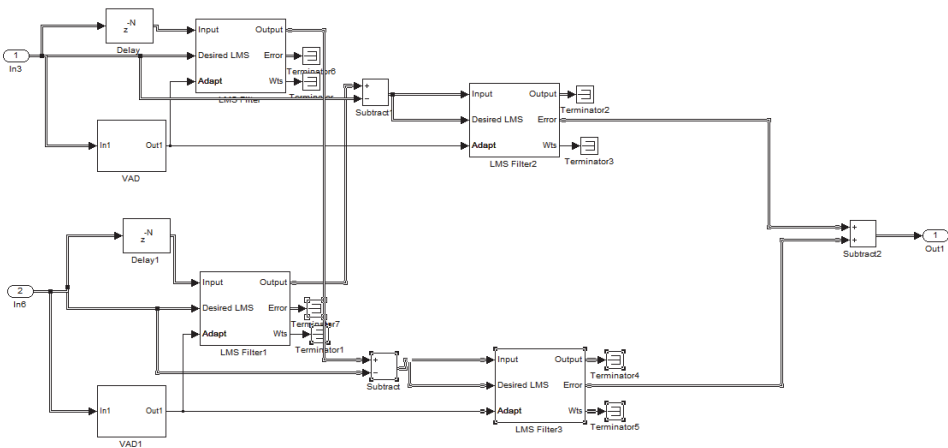 -N
z
Delay
Input
Output
Desired LMS
Error
Adapt
Wts
LMS Filter
Terminator6
Terminator
1
In3
In1
Out1
VAD
+
−
Subtract1
Input
Output
Desired LMS
Error
Adapt
Wts
LMS Filter2
Terminator2
Terminator3
-N
z
Delay1
2
In6
Input
Output
Desired LMS
Error
Adapt
Wts
LMS Filter1
Terminator7
Terminator1
+
+
Subtract2
1
Out1
+
−
Subtract
Input
Output
Desired LMS
Error
Adapt
Wts
LMS Filter3
Terminator4
Terminator5
In1
Out1
VAD1